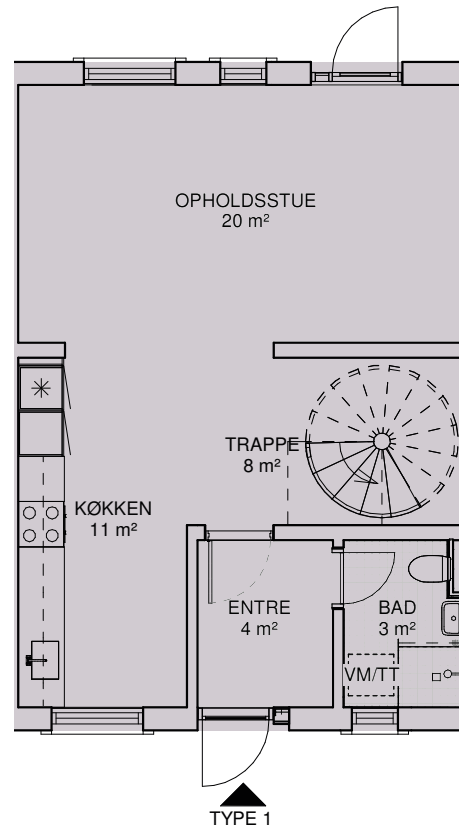 OPHOLDSSTUE
20 m²
TRAPPE
8 m²
KØKKEN
11 m²
ENTRE
4 m²
BAD
3 m²
VM/TT
TYPE 1